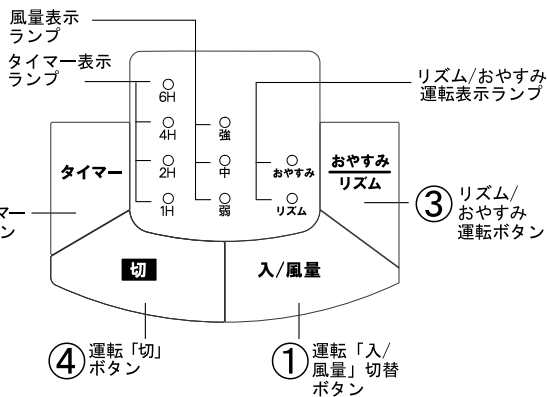 風量表示
ランプ
タイマー表示
ランプ
リズム/おやすみ
運転表示ランプ
6H
4H
2H
1H
強
中
弱
おやすみ
リズム
タイマー
おやすみ
リズム
切
入/風量
マー
ン
③ リズム/
おやすみ
運転ボタン
④ 運転「切」
ボタン
① 運転「入/
風量」切替
ボタン